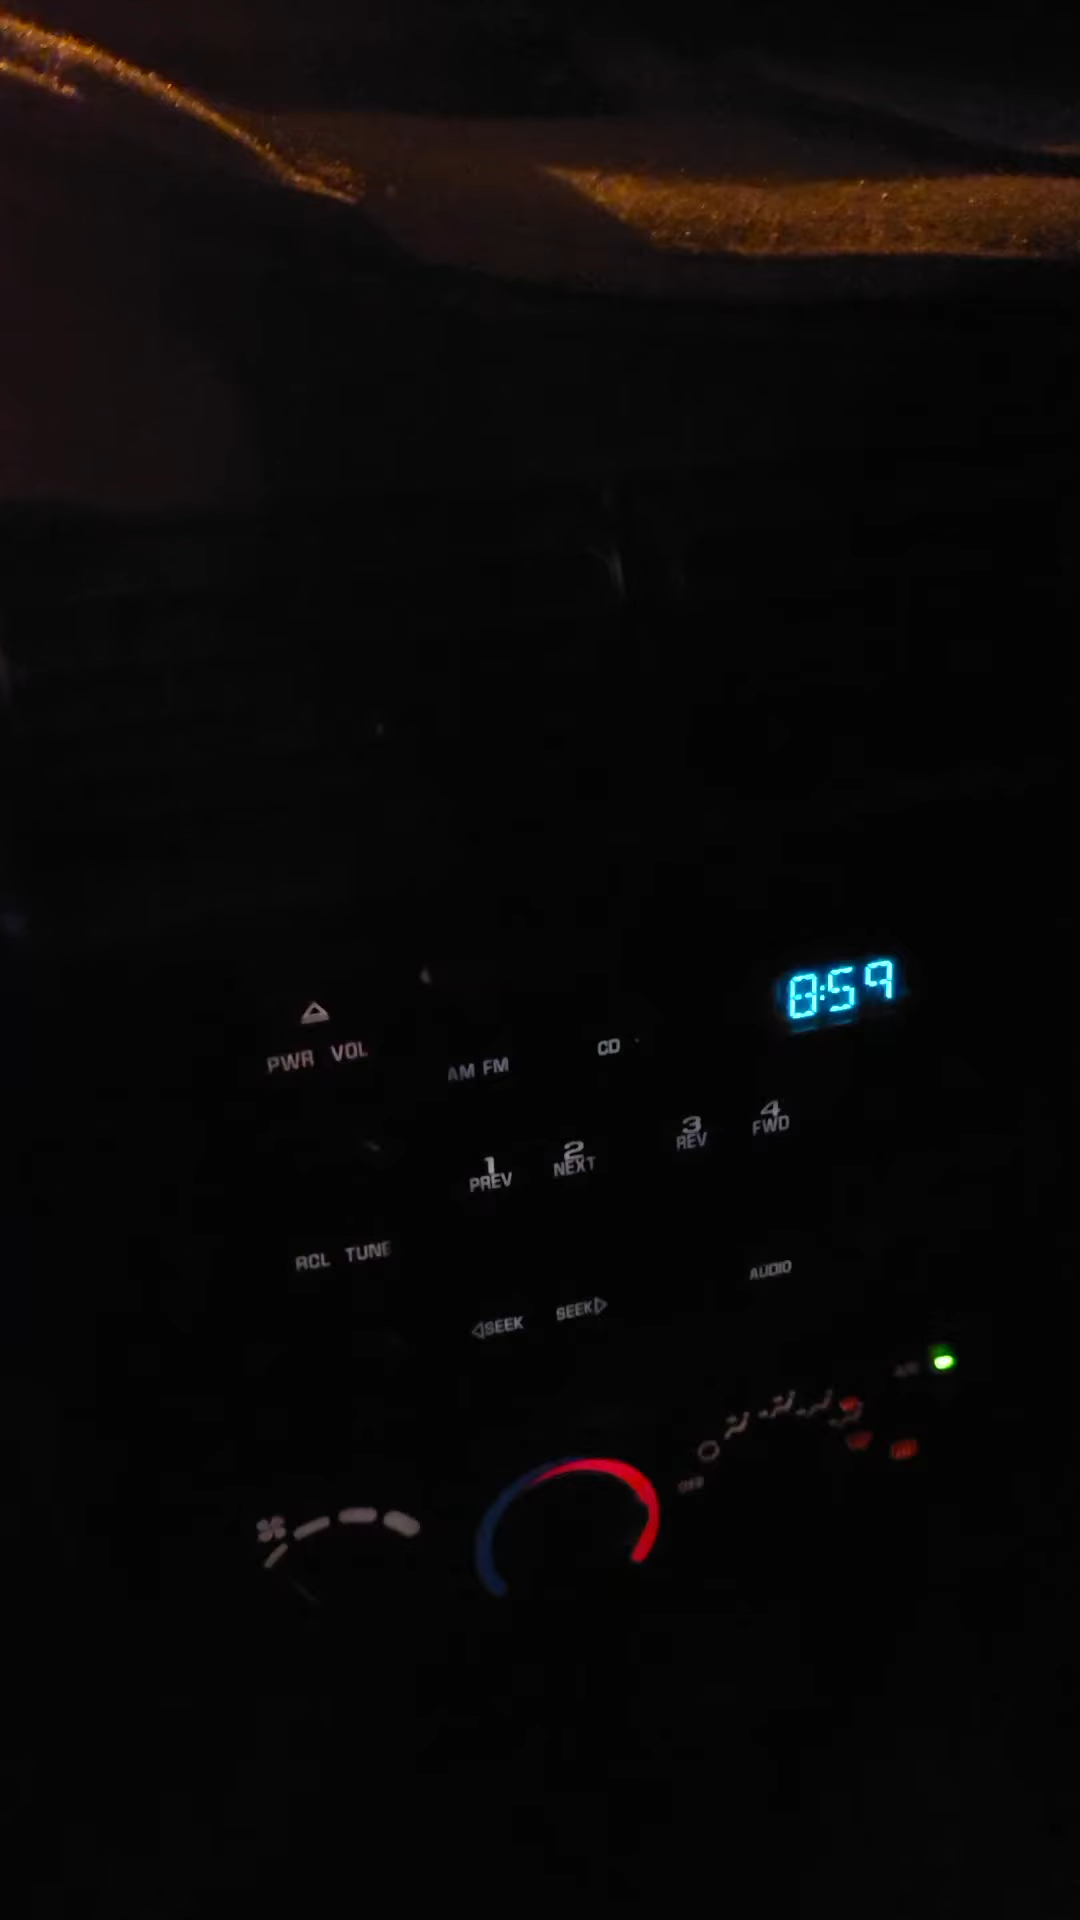 8:59
PWR VOL
AM FM
CD
1 2 3 4
PREV NEXT REV FWD
RCL TUNE
AUDIO
SEEK SEEK
OFF